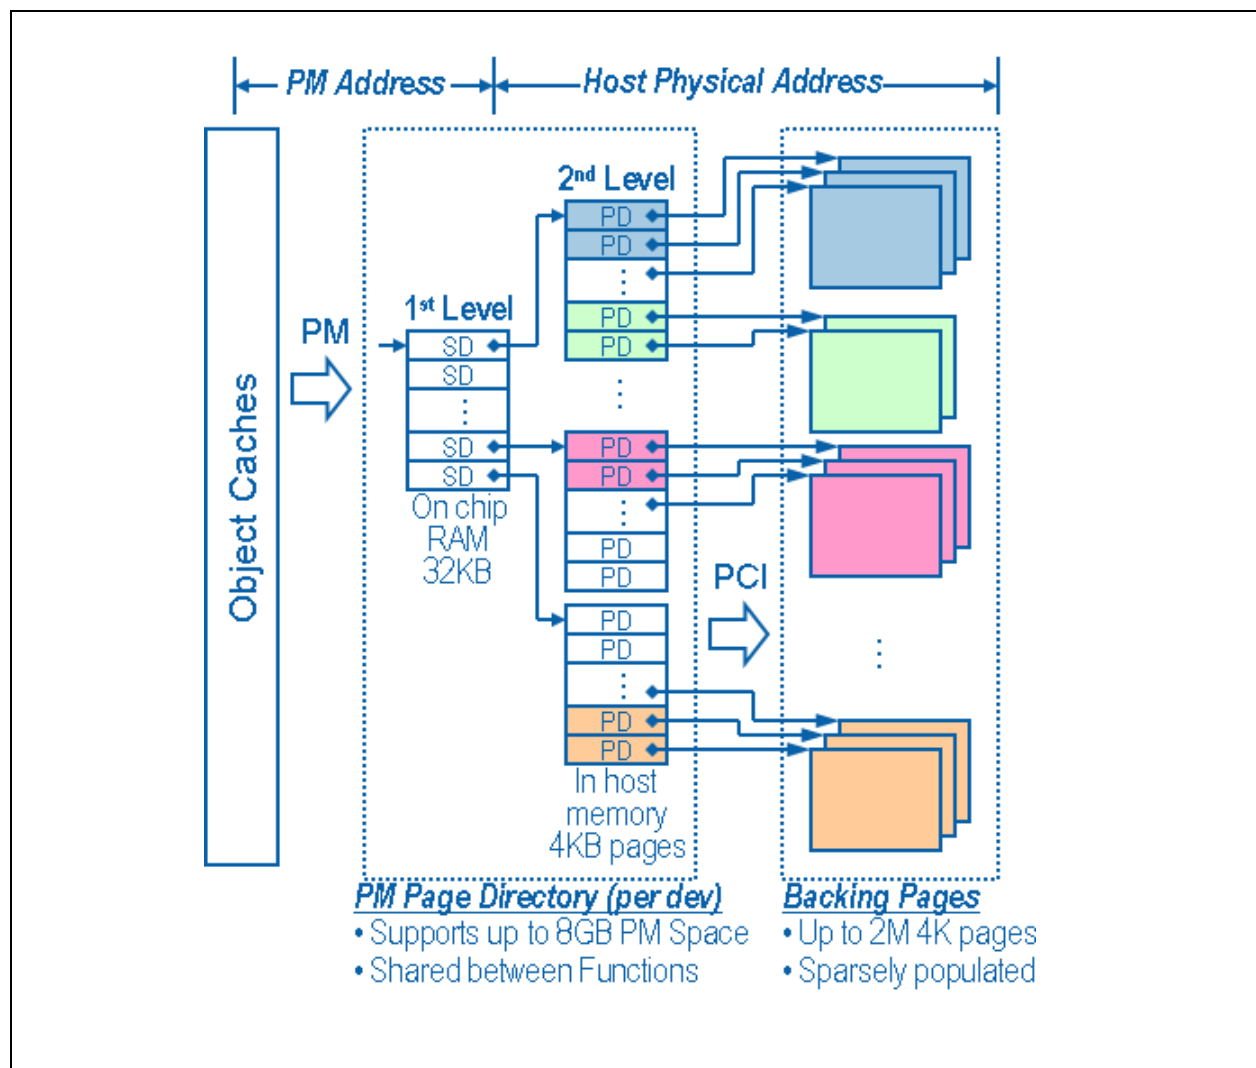 PM Address
Host Physical Address
Object Caches
PM
1st Level
SD
SD
⋮
SD
SD
On chip
RAM
32KB
2nd Level
PD
PD
⋮
PD
PD
⋮
PD
PD
⋮
PD
PD
PD
PD
⋮
PD
PD
In host
memory
4KB pages
PCI
⋮
PM Page Directory (per dev)
• Supports up to 8GB PM Space
• Shared between Functions
Backing Pages
• Up to 2M 4K pages
• Sparsely populated